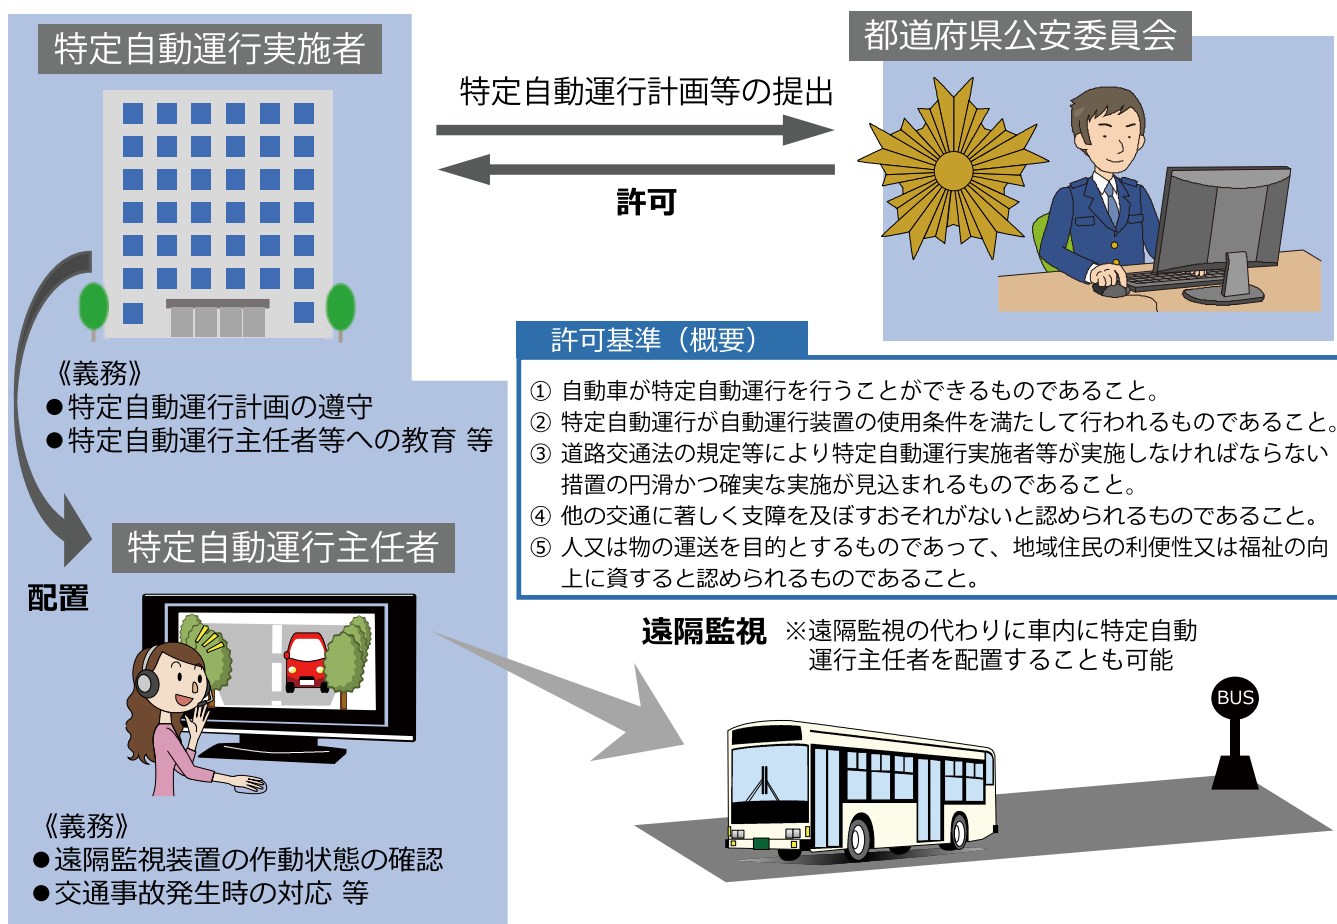 特定自動運行実施者
都道府県公安委員会
特定自動運行計画等の提出
許可
《義務》
●特定自動運行計画の遵守
●特定自動運行主任者等への教育 等
許可基準（概要）
① 自動車が特定自動運行を行うことができるものであること。
② 特定自動運行が自動運行装置の使用条件を満たして行われるものであること。
③ 道路交通法の規定等により特定自動運行実施者等が実施しなければならない
措置の円滑かつ確実な実施が見込まれるものであること。
④ 他の交通に著しく支障を及ぼすおそれがないと認められるものであること。
⑤ 人又は物の運送を目的とするものであって、地域住民の利便性又は福祉の向
上に資すると認められるものであること。
特定自動運行主任者
配置
遠隔監視 ※遠隔監視の代わりに車内に特定自動
運行主任者を配置することも可能
BUS
《義務》
●遠隔監視装置の作動状態の確認
●交通事故発生時の対応 等